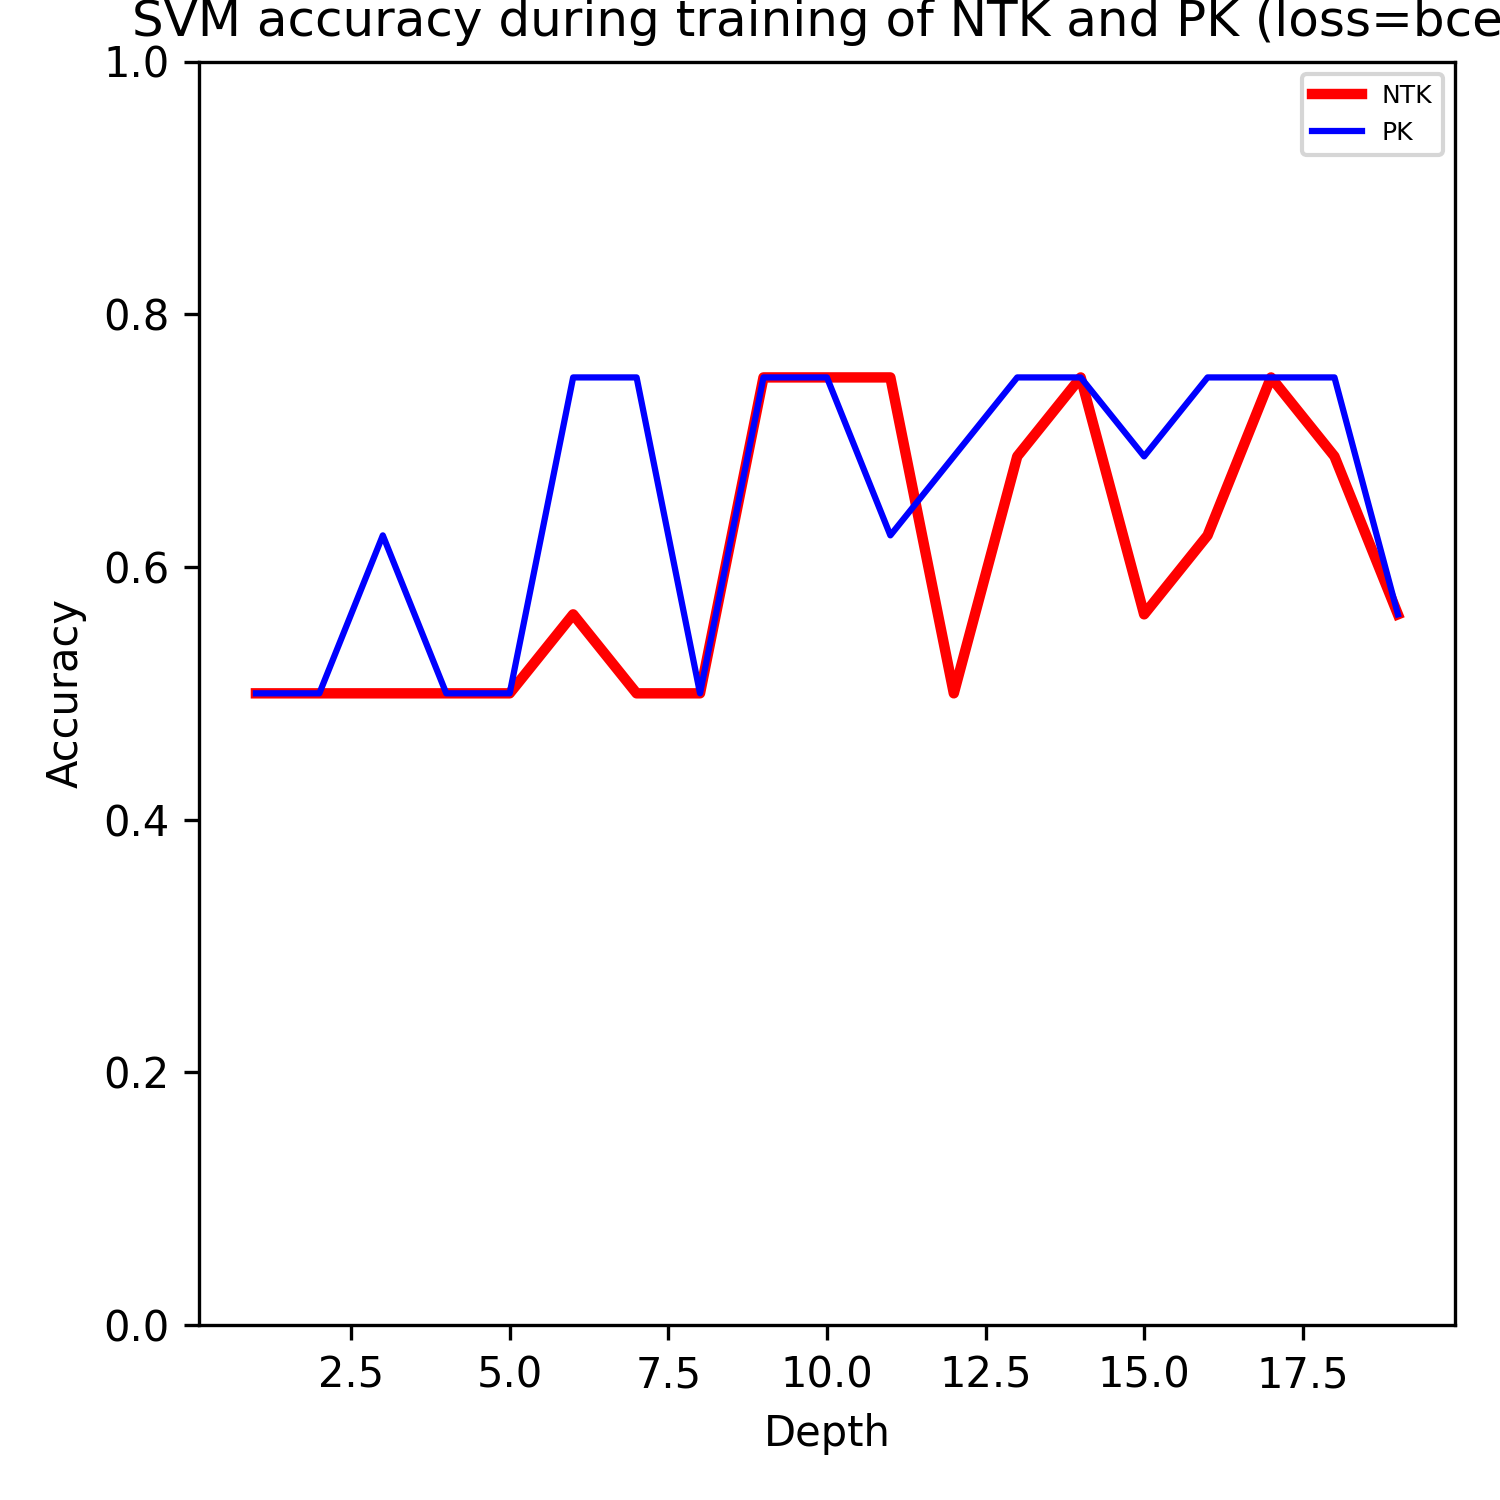 SVM accuracy during training of NTK and PK (loss=bce
1.0
0.8
0.6
0.4
0.2
0.0
Accuracy
NTK
PK
2.5 5.0 7.5 10.0 12.5 15.0 17.5
Depth